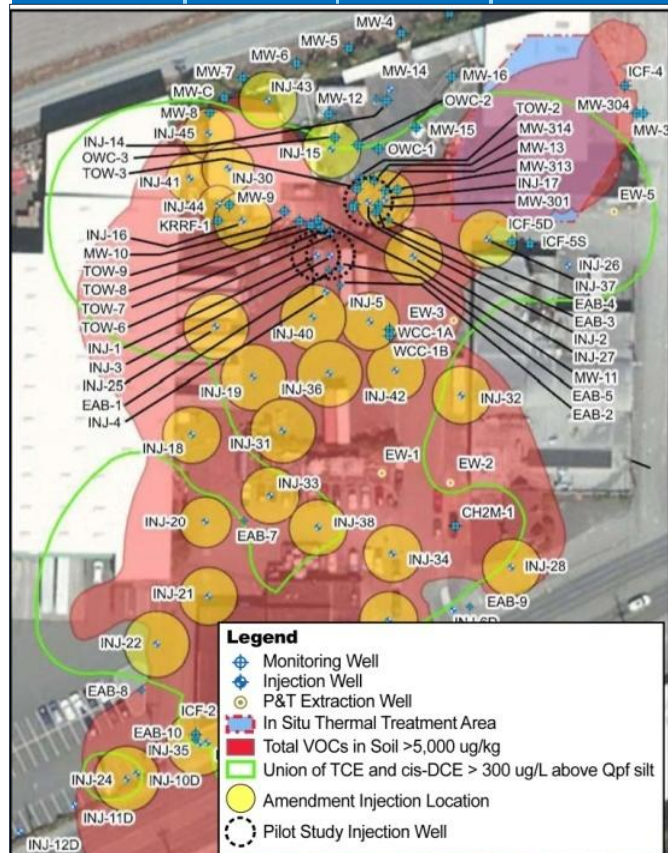 MW-4
MW-5
MW-6
MW-7
MW-C
MW-8
INJ-43
MW-14
MW-12
MW-16
OWC-2
ICF-4
TOW-2
MW-304
MW-3
MW-314
MW-15
MW-13
OWC-1
MW-313
INJ-17
MW-301
EW-5
INJ-45
INJ-14
OWC-3
TOW-3
INJ-15
INJ-41
INJ-30
INJ-44
MW-9
KRRF-1
ICF-5D
ICF-5S
INJ-26
INJ-16
MW-10
TOW-9
TOW-8
TOW-7
TOW-6
INJ-1
INJ-3
INJ-25
EAB-1
INJ-4
INJ-37
EAB-4
EAB-3
INJ-2
INJ-27
MW-11
EAB-5
EAB-2
INJ-5
EW-3
INJ-40
WCC-1A
WCC-1B
INJ-19
INJ-36
INJ-42
INJ-32
INJ-18
INJ-31
EW-1
EW-2
INJ-33
INJ-20
EAB-7
INJ-38
CH2M-1
INJ-34
INJ-28
INJ-21
EAB-9
INJ-6D
INJ-22
EAB-8
ICF-2
EAB-10
INJ-35
INJ-24
INJ-10D
INJ-11D
INJ-12D
Legend
Monitoring Well
Injection Well
P&T Extraction Well
In Situ Thermal Treatment Area
Total VOCs in Soil >5,000 ug/kg
Union of TCE and cis-DCE > 300 ug/L above Qpf silt
Amendment Injection Location
Pilot Study Injection Well